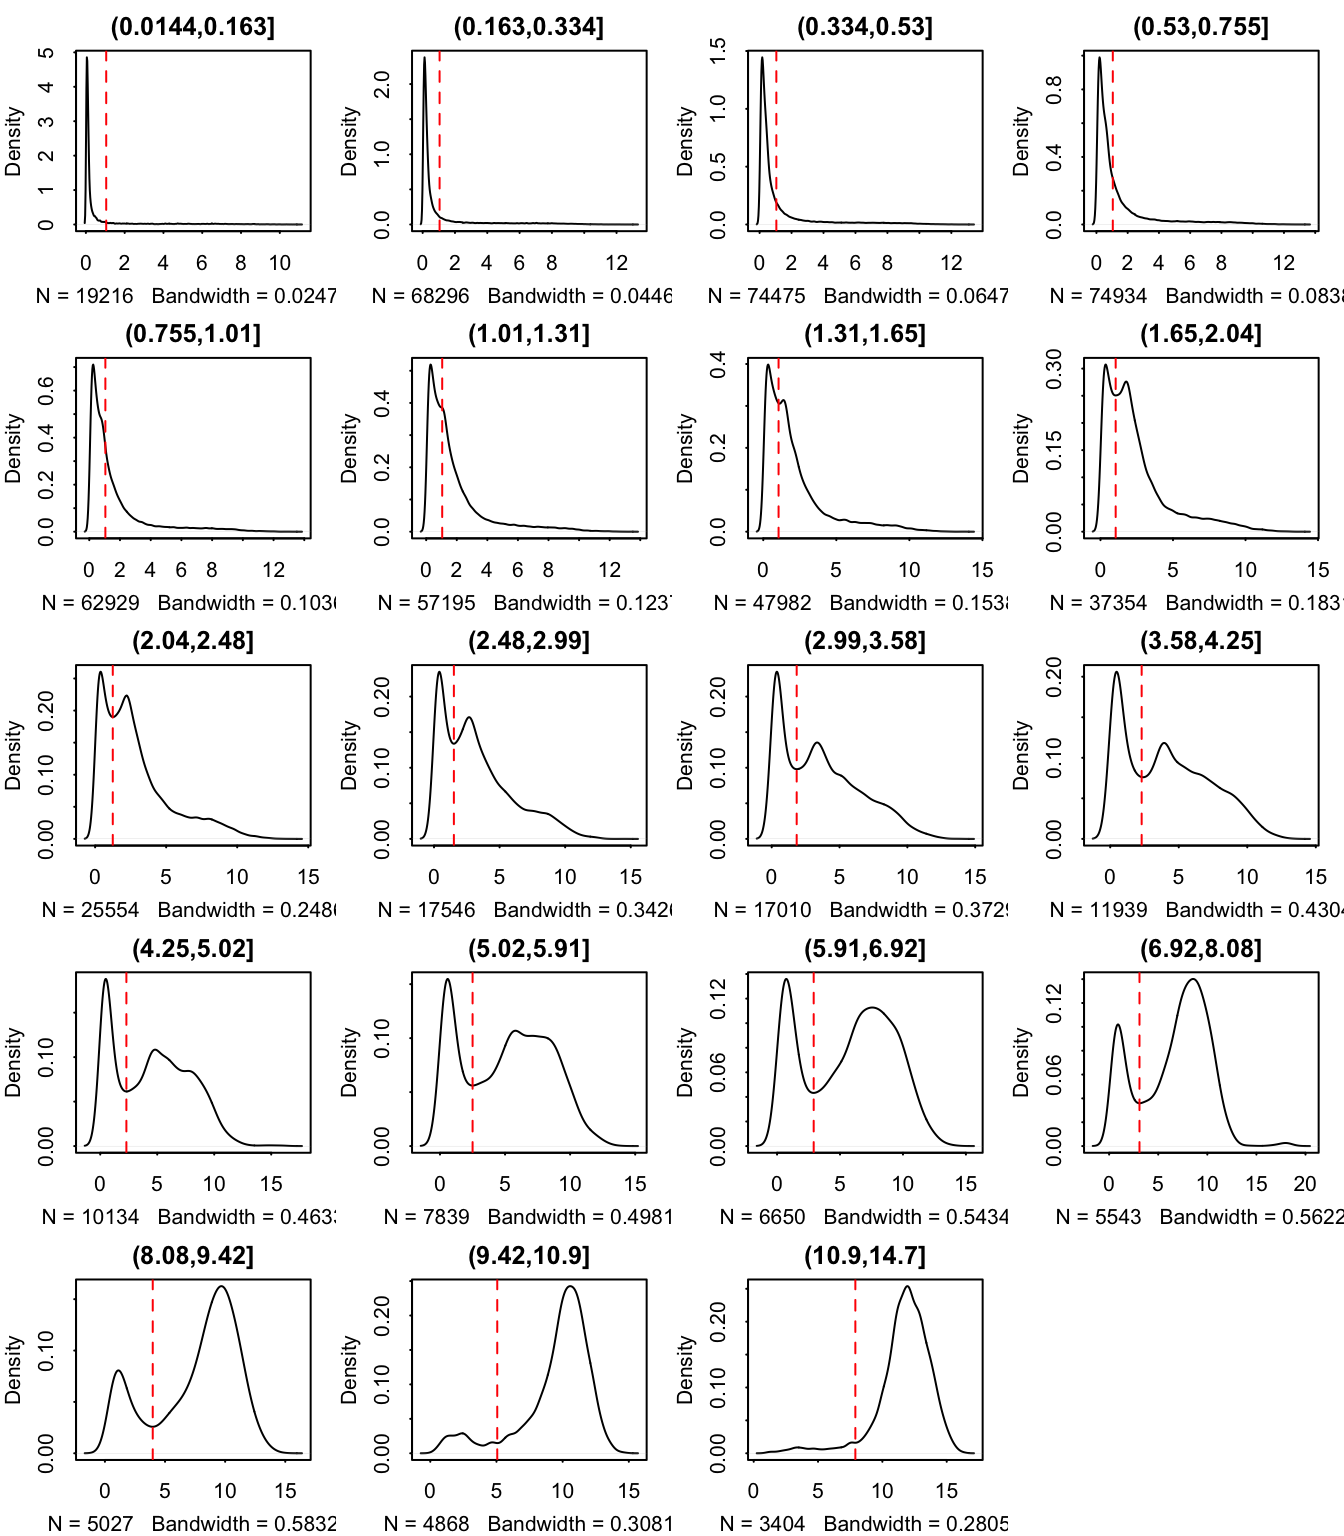 (0.0144,0.163] (0.163,0.334] (0.334,0.53] (0.53,0.755]
Density 0 1 2 3 4 5 Density 0.0 1.0 2.0 Density 0.0 0.5 1.0 1.5 Density 0.0 0.4 0.8
0 2 4 6 8 10 0 2 4 6 8 12 0 2 4 6 8 12 0 2 4 6 8 12
N = 19216 Bandwidth = 0.0247 N = 68296 Bandwidth = 0.0446 N = 74475 Bandwidth = 0.0647 N = 74934 Bandwidth = 0.083
(0.755,1.01] (1.01,1.31] (1.31,1.65] (1.65,2.04]
Density 0.0 0.2 0.4 0.6 Density 0.0 0.2 0.4 Density 0.0 0.2 0.4 Density 0.00 0.15 0.30
0 2 4 6 8 12 0 2 4 6 8 12 0 5 10 15 0 5 10 15
N = 62929 Bandwidth = 0.103 N = 57195 Bandwidth = 0.123 N = 47982 Bandwidth = 0.153 N = 37354 Bandwidth = 0.183
(2.04,2.48] (2.48,2.99] (2.99,3.58] (3.58,4.25]
Density 0.00 0.10 0.20 Density 0.00 0.10 0.20 Density 0.00 0.10 0.20 Density 0.00 0.10 0.20
0 5 10 15 0 5 10 15 0 5 10 15 0 5 10 15
N = 25554 Bandwidth = 0.248 N = 17546 Bandwidth = 0.342 N = 17010 Bandwidth = 0.372 N = 11939 Bandwidth = 0.430
(4.25,5.02] (5.02,5.91] (5.91,6.92] (6.92,8.08]
Density 0.00 0.10 Density 0.00 0.10 Density 0.00 0.06 0.12 Density 0.00 0.06 0.12
0 5 10 15 0 5 10 15 0 5 10 15 0 5 10 15 20
N = 10134 Bandwidth = 0.463 N = 7839 Bandwidth = 0.4981 N = 6650 Bandwidth = 0.5434 N = 5543 Bandwidth = 0.5622
(8.08,9.42] (9.42,10.9] (10.9,14.7]
Density 0.00 0.10 Density 0.00 0.10 0.20 Density 0.00 0.10 0.20
0 5 10 15 0 5 10 15 0 5 10 15
N = 5027 Bandwidth = 0.5832 N = 4868 Bandwidth = 0.3081 N = 3404 Bandwidth = 0.2805